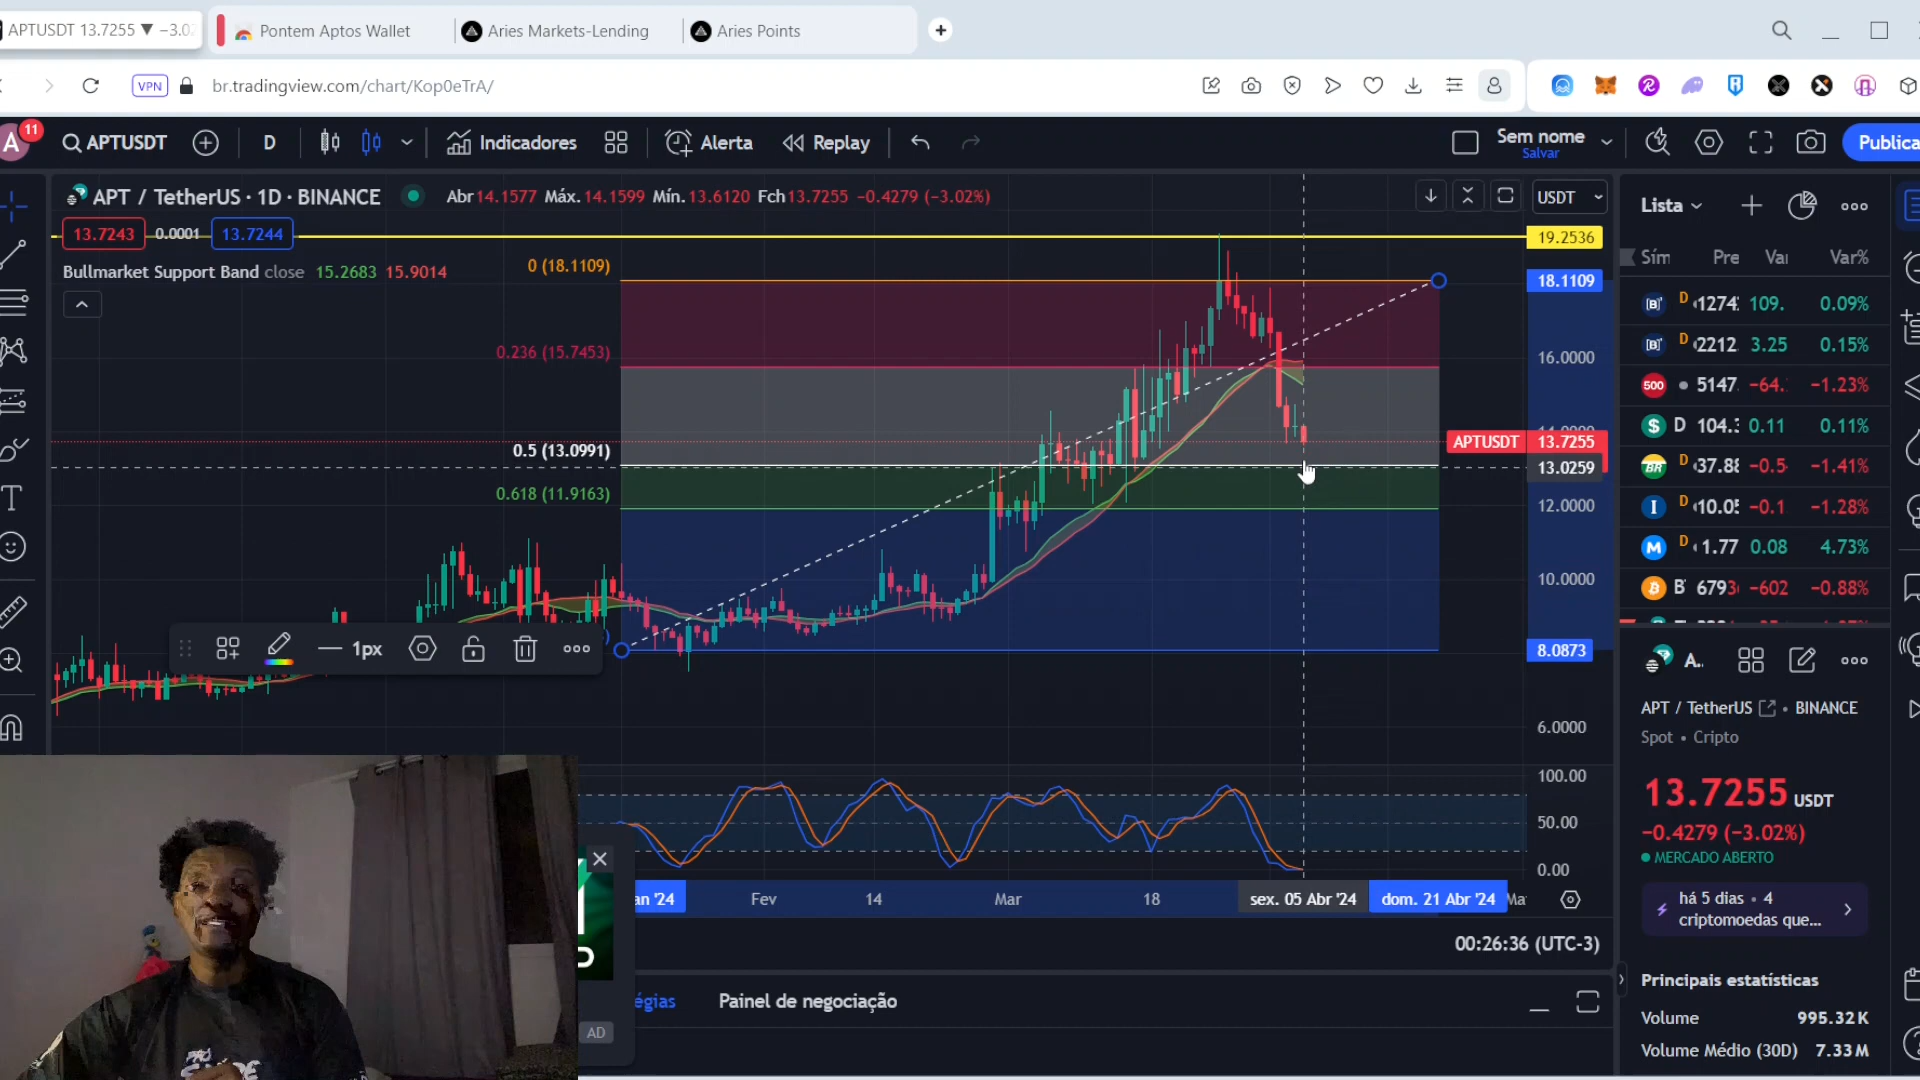 APTUSDT 13.7255 ▼ −3.0
Pontem Aptos Wallet
Aries Markets-Lending
Aries Points
VPN
br.tradingview.com/chart/Kop0eTrA/
A
11
APTUSDT
D
Indicadores
Alerta
Replay
Sem nome
Salvar
Publica
APT / TetherUS · 1D · BINANCE
Abr 14.1577 Máx. 14.1599 Mín. 13.6120 Fch 13.7255 −0.4279 (−3.02%)
USDT
13.7243
0.0001
13.7244
Bullmarket Support Band close 15.2683 15.9014
0 (18.1109)
0.236 (15.7453)
0.5 (13.0991)
0.618 (11.9163)
19.2536
18.1109
16.0000
APTUSDT 13.7255
13.0259
12.0000
10.0000
8.0873
6.0000
100.00
50.00
0.00
1px
an '24
Fev
14
Mar
18
sex. 05 Abr '24
dom. 21 Abr '24
Ma
00:26:36 (UTC-3)
égias
Painel de negociação
AD
Lista
Sím Pre Va Var%
D 1274 109. 0.09%
D 2212 3.25 0.15%
500 5147 −64. −1.23%
D 104. 0.11 0.11%
D 37.88 −0.5 −1.41%
D 10.05 −0.1 −1.28%
D 1.77 0.08 4.73%
B 6793 −602 −0.88%
A.
APT / TetherUS • BINANCE
Spot • Cripto
13.7255 USDT
−0.4279 (−3.02%)
MERCADO ABERTO
há 5 dias • 4
criptomoedas que...
Principais estatísticas
Volume 995.32K
Volume Médio (30D) 7.33M